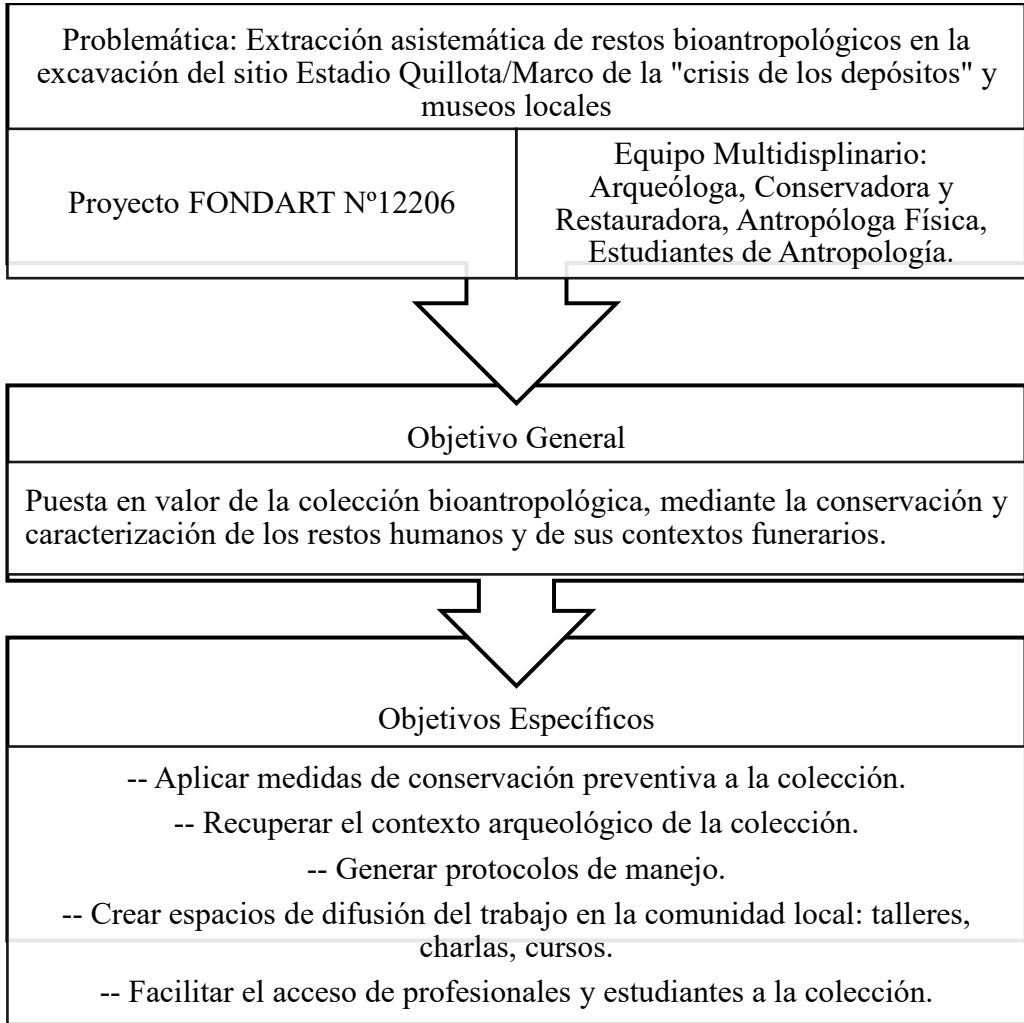 Problemática: Extracción asistemática de restos bioantropológicos en la
excavación del sitio Estadio Quillota/Marco de la "crisis de los depósitos" y
museos locales
Proyecto FONDART Nº12206
Equipo Multidisplinario:
Arqueóloga, Conservadora y
Restauradora, Antropóloga Física,
Estudiantes de Antropología.
Objetivo General
Puesta en valor de la colección bioantropológica, mediante la conservación y
caracterización de los restos humanos y de sus contextos funerarios.
Objetivos Específicos
-- Aplicar medidas de conservación preventiva a la colección.
-- Recuperar el contexto arqueológico de la colección.
-- Generar protocolos de manejo.
-- Crear espacios de difusión del trabajo en la comunidad local: talleres,
charlas, cursos.
-- Facilitar el acceso de profesionales y estudiantes a la colección.